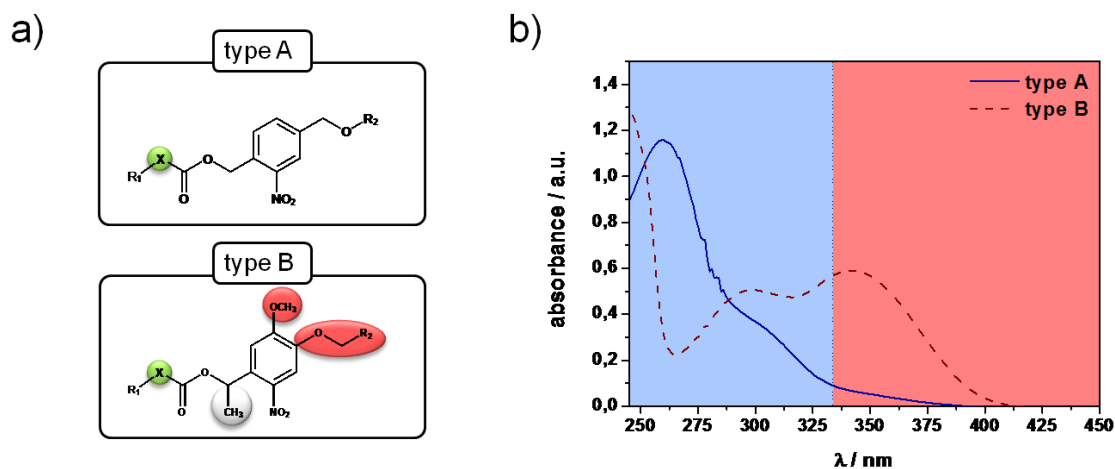 a)
type A
O
R₂
X
O
R₁
O
NO₂
type B
OCH₃
O
R₂
X
O
R₁
O
CH₃
NO₂
b)
type A
type B
absorbance / a.u.
1,4
1,2
1,0
0,8
0,6
0,4
0,2
0,0
250 275 300 325 350 375 400 425 450
λ / nm